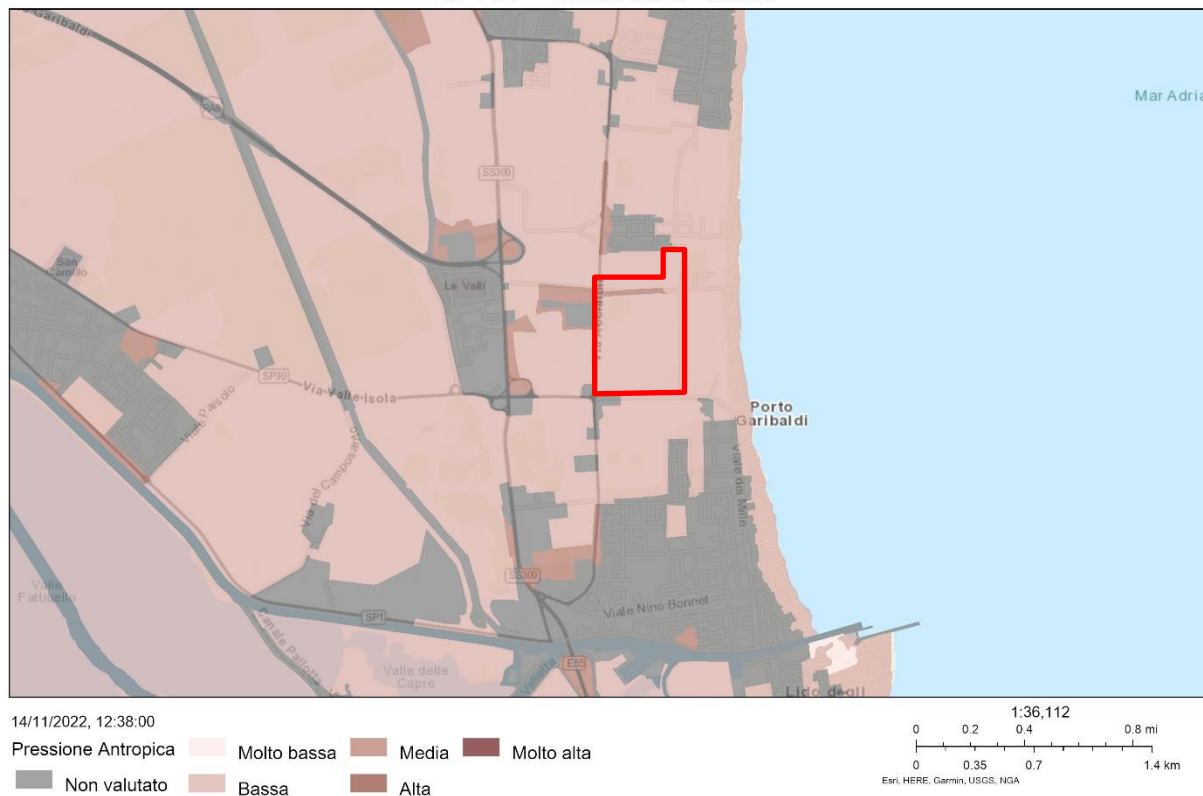 Garibaldi
RA8
Mar Adria
SS309
San
Camillo
Le Valli
SP30
Via Valle Isola
Viale Paisolo
Porto
Garibaldi
Viale dei Mille
Via del Camposanto
Valle
Fattibello
SS309
Viale Nino Bonnet
SP1
Canale Pallotta
Valle delle
Capre
Valletta
E55
Lido degli
14/11/2022, 12:38:00
Pressione Antropica
Molto bassa
Media
Molto alta
Non valutato
Bassa
Alta
1:36,112
0 0.2 0.4 0.8 mi
0 0.35 0.7 1.4 km
Esri, HERE, Garmin, USGS, NGA